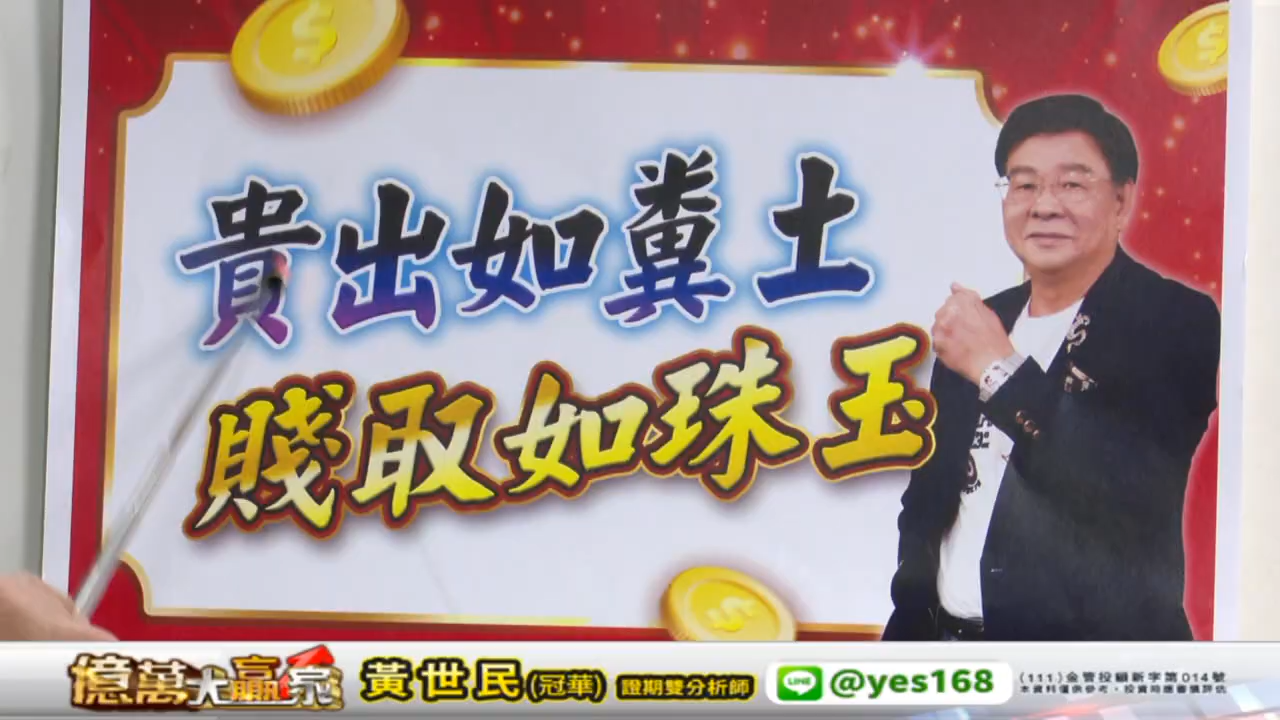 貴出如糞土
賤取如珠玉
億萬大贏家
黃世民(冠華) 證期雙分析師
LINE @yes168
(111)金管投顧新字第014號
本資料僅供參考，投資時應審慎評估